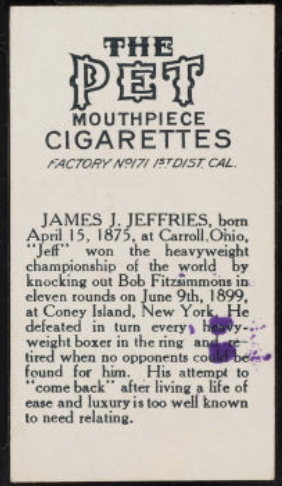 THE
PET
MOUTHPIECE
CIGARETTES
FACTORY Nº171 1ST DIST. CAL.
JAMES J. JEFFRIES, born
April 15, 1875, at Carroll, Ohio,
"Jeff" won the heavyweight
championship of the world by
knocking out Bob Fitzsimmons in
eleven rounds on June 9th, 1899,
at Coney Island, New York. He
defeated in turn every heavy-
weight boxer in the ring and re-
tired when no opponents could be
found for him. His attempt to
"come back" after living a life of
ease and luxury is too well known
to need relating.